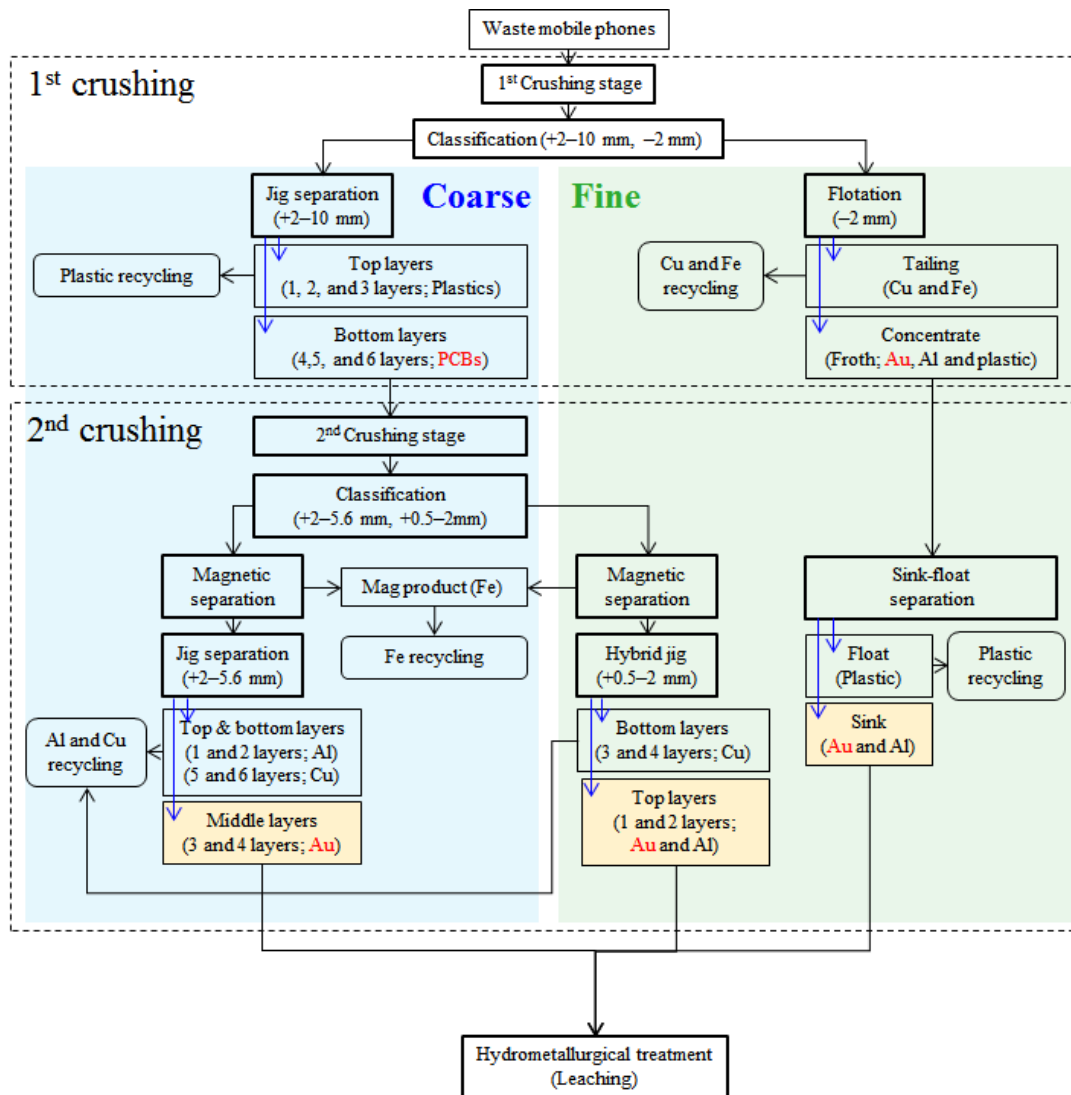 Waste mobile phones
1st crushing
1st Crushing stage
Classification (+2–10 mm, –2 mm)
Coarse
Fine
Jig separation
(+2–10 mm)
Flotation
(–2 mm)
Plastic recycling
Top layers
(1, 2, and 3 layers; Plastics)
Cu and Fe
recycling
Tailing
(Cu and Fe)
Bottom layers
(4,5, and 6 layers; PCBs)
Concentrate
(Froth; Au, Al and plastic)
2nd crushing
2nd Crushing stage
Classification
(+2–5.6 mm, +0.5–2mm)
Magnetic
separation
Mag product (Fe)
Magnetic
separation
Sink-float
separation
Jig separation
(+2–5.6 mm)
Fe recycling
Hybrid jig
(+0.5–2 mm)
Float
(Plastic)
Plastic
recycling
Al and Cu
recycling
Top & bottom layers
(1 and 2 layers; Al)
(5 and 6 layers; Cu)
Bottom layers
(3 and 4 layers; Cu)
Sink
(Au and Al)
Middle layers
(3 and 4 layers; Au)
Top layers
(1 and 2 layers;
Au and Al)
Hydrometallurgical treatment
(Leaching)